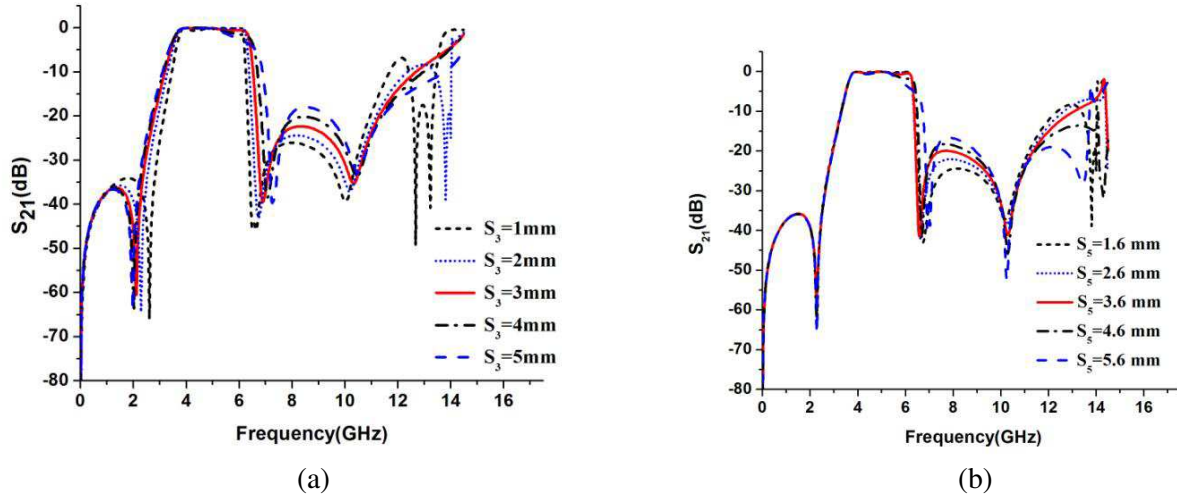 0
-10
-20
-30
-40
-50
-60
-70
-80
S21(dB)
S3=1mm
S3=2mm
S3=3mm
S3=4mm
S3=5mm
0 2 4 6 8 10 12 14 16
Frequency(GHz)
(a)
0
-10
-20
-30
-40
-50
-60
-70
-80
S21(dB)
S5=1.6 mm
S5=2.6 mm
S5=3.6 mm
S5=4.6 mm
S5=5.6 mm
0 2 4 6 8 10 12 14 16
Frequency(GHz)
(b)